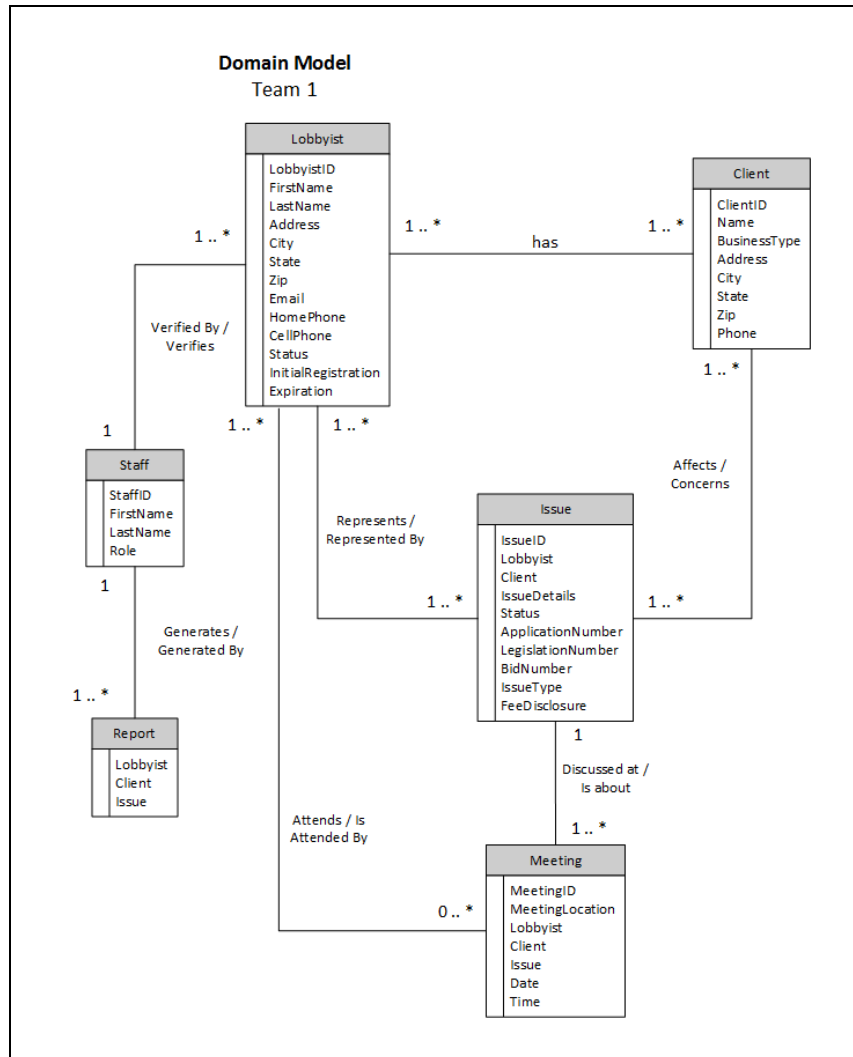 Domain Model
Team 1
Lobbyist
LobbyistID
FirstName
LastName
Address
City
State
Zip
Email
HomePhone
CellPhone
Status
InitialRegistration
Expiration
Client
ClientID
Name
BusinessType
Address
City
State
Zip
Phone
1 .. *
1 .. *
has
1 .. *
Verified By /
Verifies
1 .. *
1 .. *
1 .. *
1
Staff
StaffID
FirstName
LastName
Role
1
Affects /
Concerns
Represents /
Represented By
Issue
IssueID
Lobbyist
Client
IssueDetails
Status
ApplicationNumber
LegislationNumber
BidNumber
IssueType
FeeDisclosure
1 .. *
1 .. *
Generates /
Generated By
1 .. *
Report
Lobbyist
Client
Issue
1
Discussed at /
Is about
1 .. *
Attends / Is
Attended By
0 .. *
Meeting
MeetingID
MeetingLocation
Lobbyist
Client
Issue
Date
Time